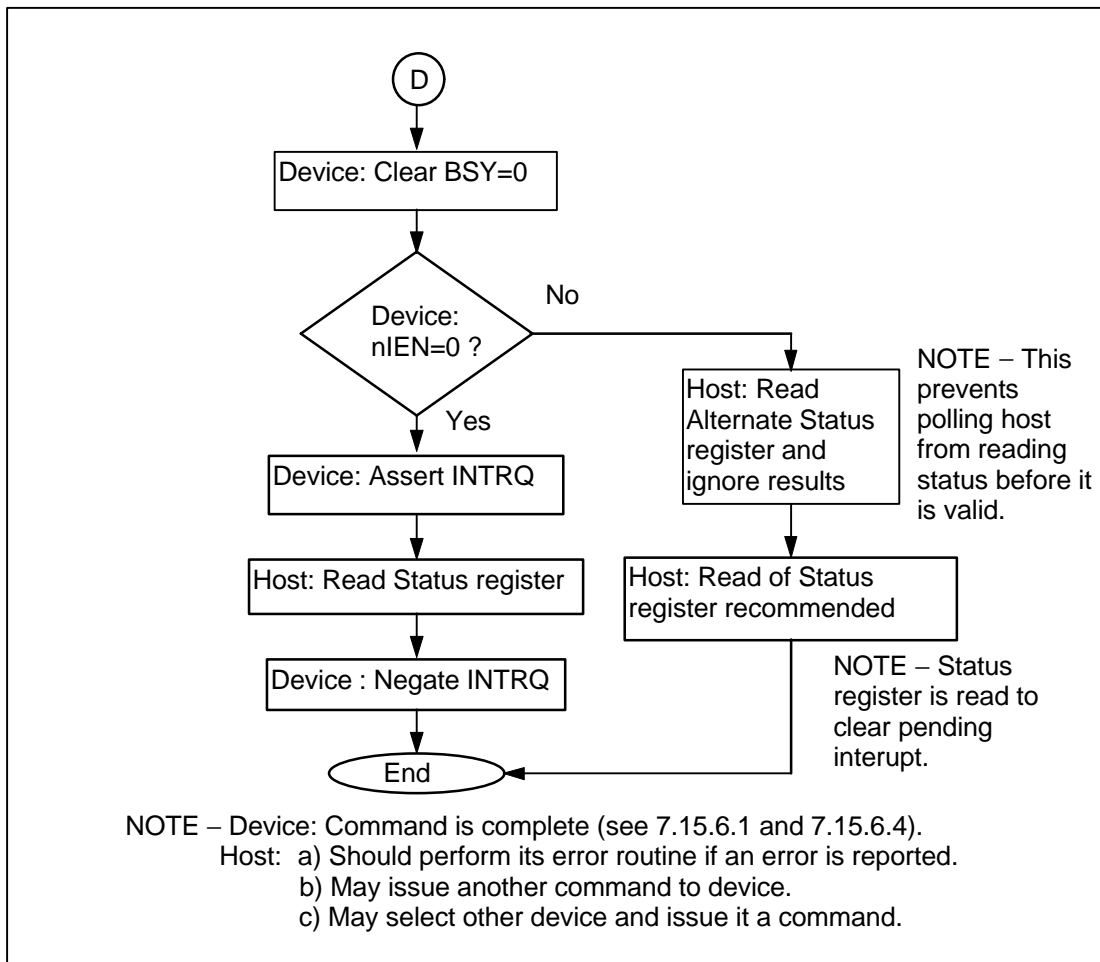 D
Device: Clear BSY=0
No
Device:
nIEN=0 ?
Yes
Host: Read
Alternate Status
register and
ignore results
NOTE – This
prevents
polling host
from reading
status before it
is valid.
Device: Assert INTRQ
Host: Read Status register
Host: Read of Status
register recommended
Device : Negate INTRQ
NOTE – Status
register is read to
clear pending
interupt.
End
NOTE – Device: Command is complete (see 7.15.6.1 and 7.15.6.4).
Host: a) Should perform its error routine if an error is reported.
b) May issue another command to device.
c) May select other device and issue it a command.